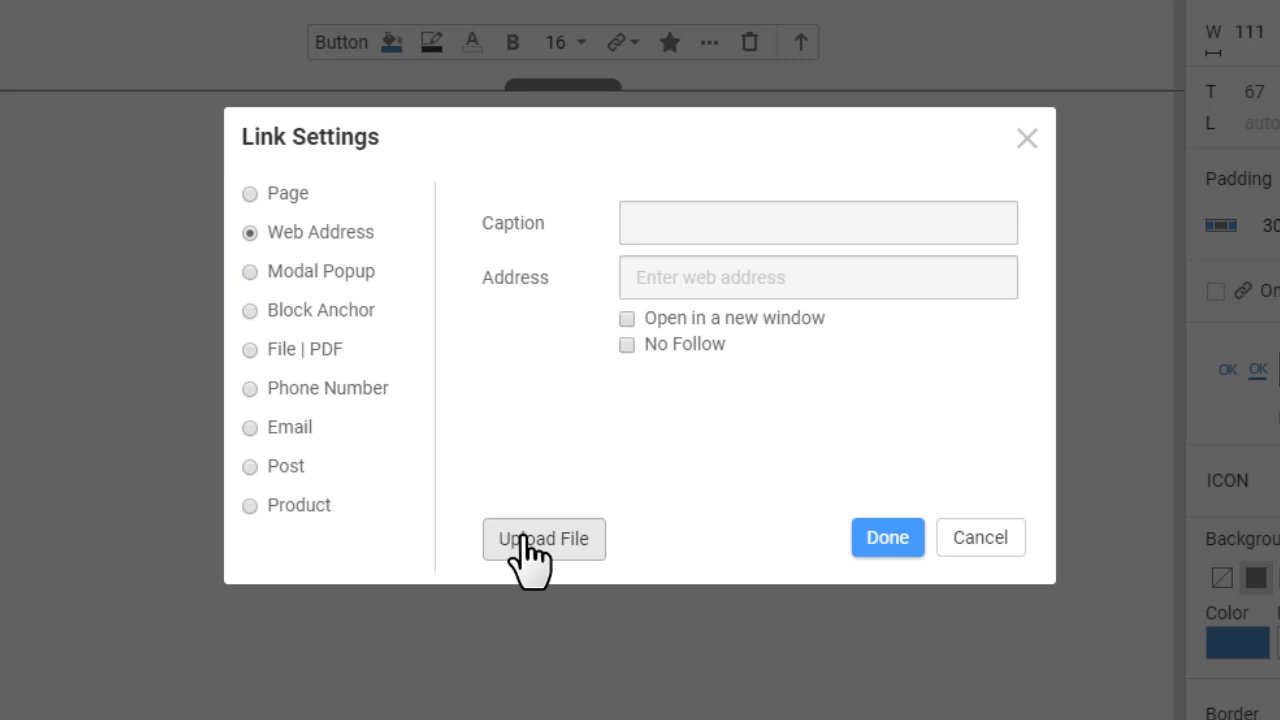 Button
B
16
W 111
T 67
L auto
Link Settings
Page
Web Address
Modal Popup
Block Anchor
File | PDF
Phone Number
Email
Post
Product
Caption
Address
Enter web address
Open in a new window
No Follow
Upload File
Done
Cancel
Padding
30
OK OK
ICON
Color
Border